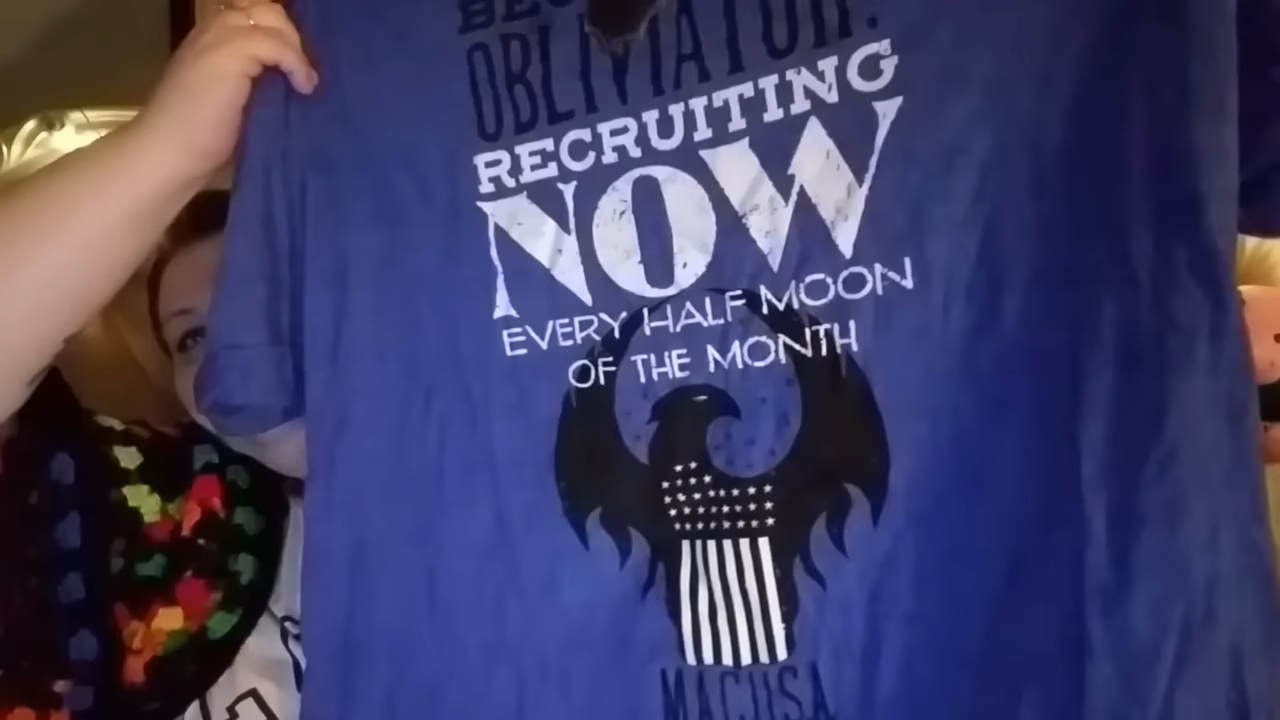 OBLIVIATOR!
RECRUITING
NOW
EVERY HALF MOON
OF THE MONTH
MACUSA